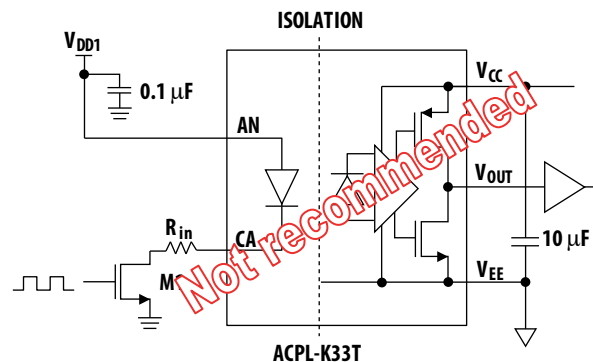 ISOLATION
VDD1
0.1 µF
AN
VCC
VOUT
Rin
CA
10 µF
VEE
Not recommended
ACPL-K33T